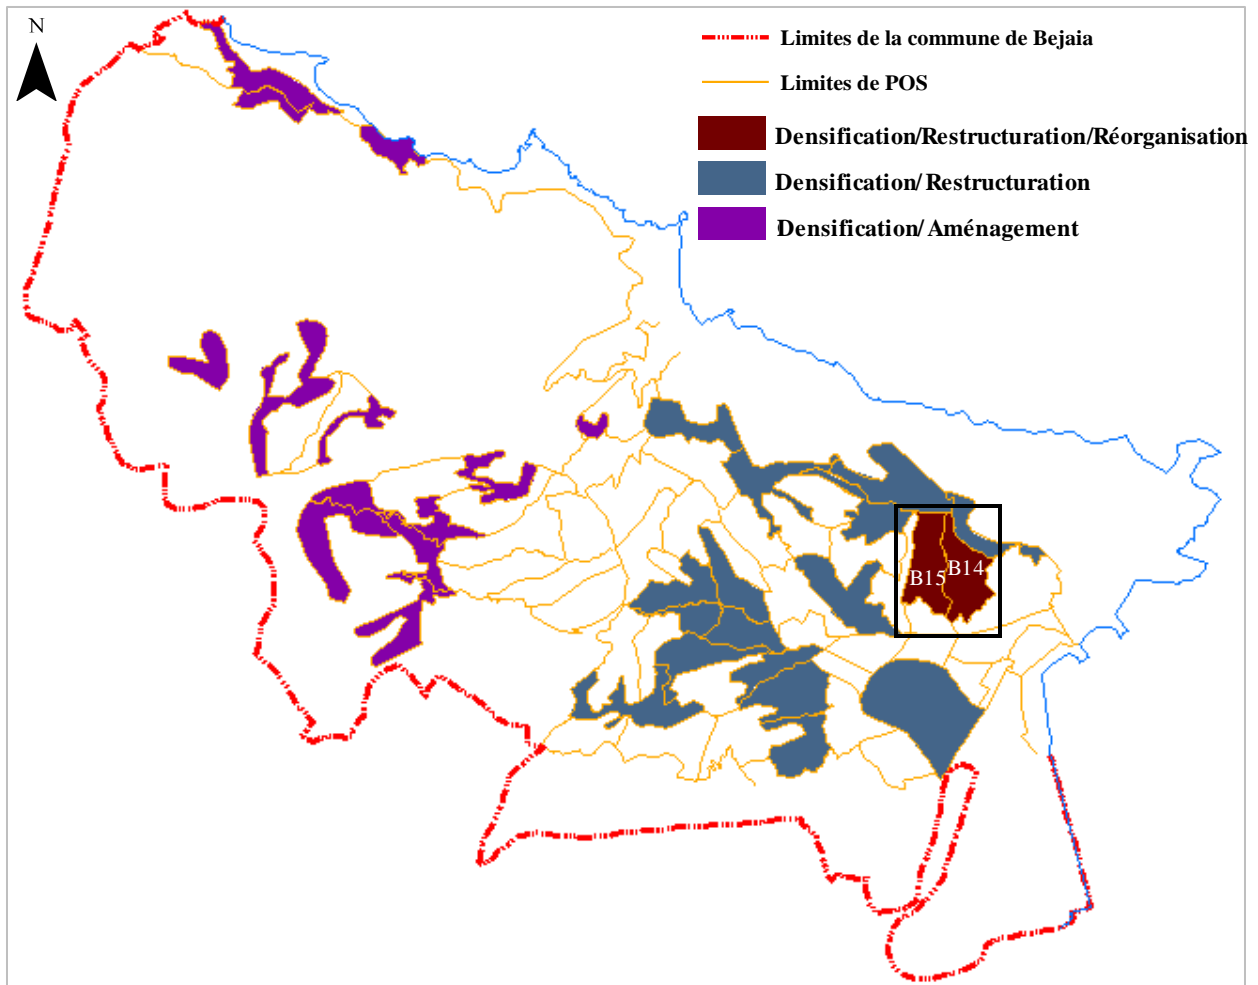 N
Limites de la commune de Bejaia
Limites de POS
Densification/Restructuration/Réorganisation
Densification/Restructuration
Densification/Aménagement
B15 B14